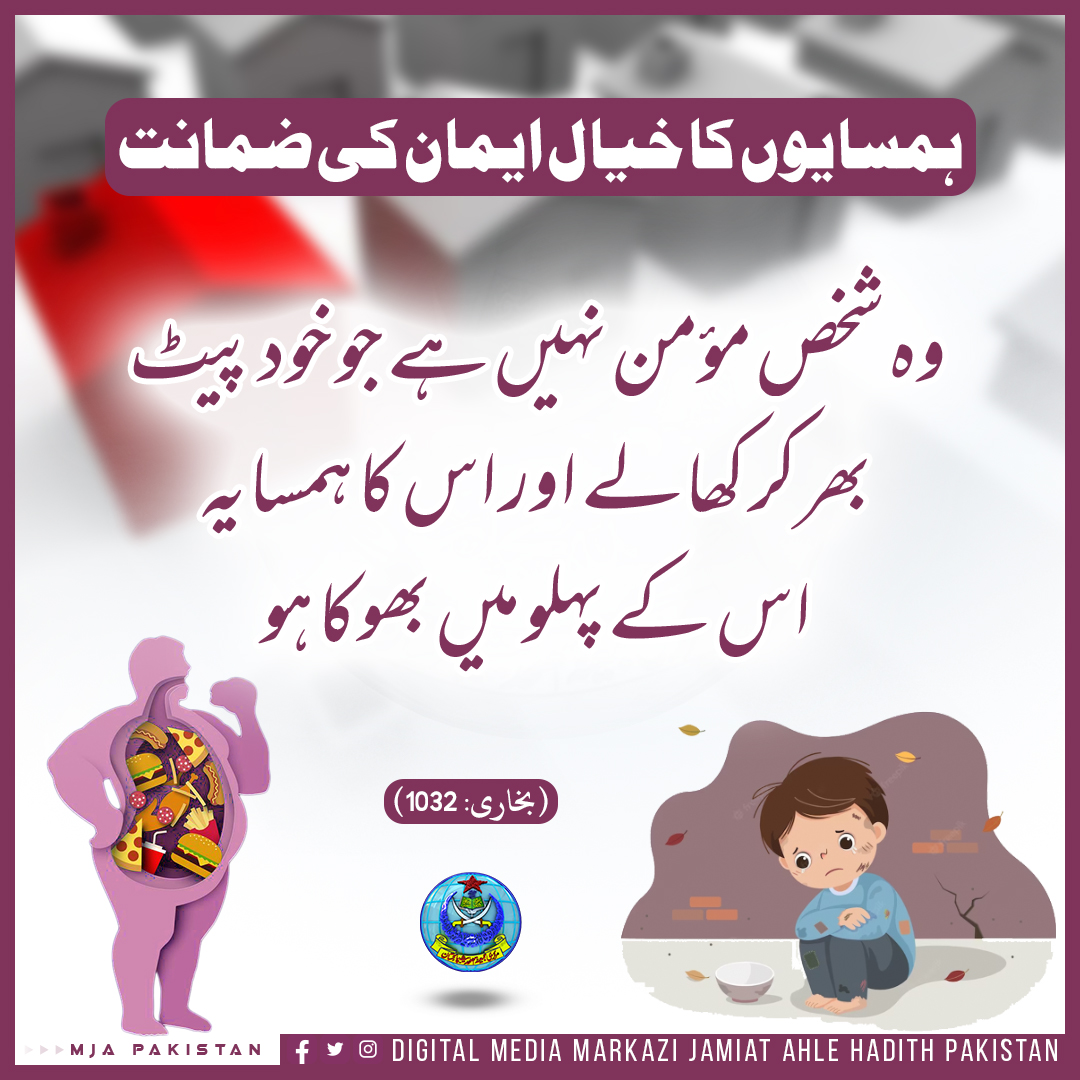 ہمسایوں کا خیال ایمان کی ضمانت
وہ شخص مؤمن نہیں ہے جو خود پیٹ
بھر کر کھا لے اور اس کا ہمسایہ
اس کے پہلو میں بھوکا ہو
(بخاری: 1032)
MJA PAKISTAN
DIGITAL MEDIA MARKAZI JAMIAT AHLE HADITH PAKISTAN